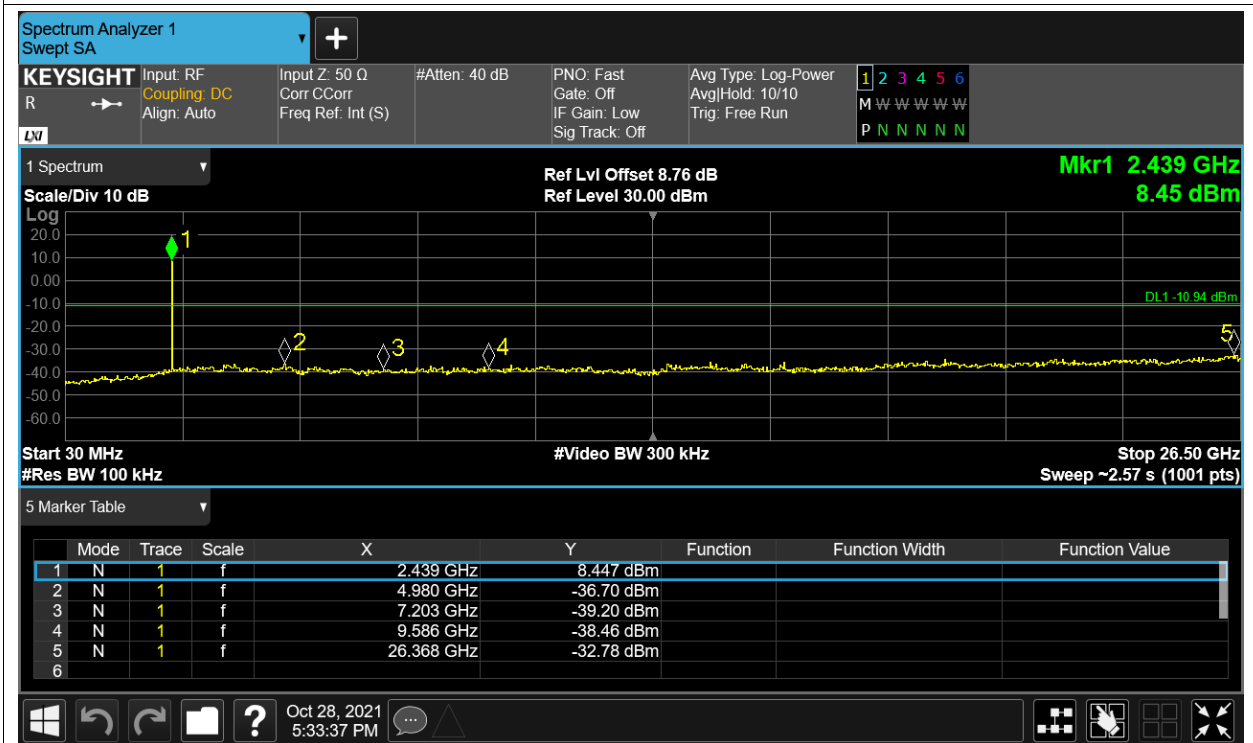 Spectrum Analyzer 1
Swept SA
KEYSIGHT
R
LXI
Input: RF
Coupling: DC
Align: Auto
Input Z: 50 Ω
Corr CCorr
Freq Ref: Int (S)
#Atten: 40 dB
PNO: Fast
Gate: Off
IF Gain: Low
Sig Track: Off
Avg Type: Log-Power
Avg|Hold: 10/10
Trig: Free Run
1 2 3 4 5 6
M W W W W W
P N N N N N
1 Spectrum
Scale/Div 10 dB
Ref Lvl Offset 8.76 dB
Ref Level 30.00 dBm
Mkr1 2.439 GHz
8.45 dBm
Log
20.0
10.0
0.00
-10.0
-20.0
-30.0
-40.0
-50.0
-60.0
1
2
3
4
5
DL1 -10.94 dBm
Start 30 MHz
#Res BW 100 kHz
#Video BW 300 kHz
Stop 26.50 GHz
Sweep ~2.57 s (1001 pts)
5 Marker Table
Mode Trace Scale X Y Function Function Width Function Value
1 N 1 f 2.439 GHz 8.447 dBm
2 N 1 f 4.980 GHz -36.70 dBm
3 N 1 f 7.203 GHz -39.20 dBm
4 N 1 f 9.586 GHz -38.46 dBm
5 N 1 f 26.368 GHz -32.78 dBm
6
?
Oct 28, 2021
5:33:37 PM